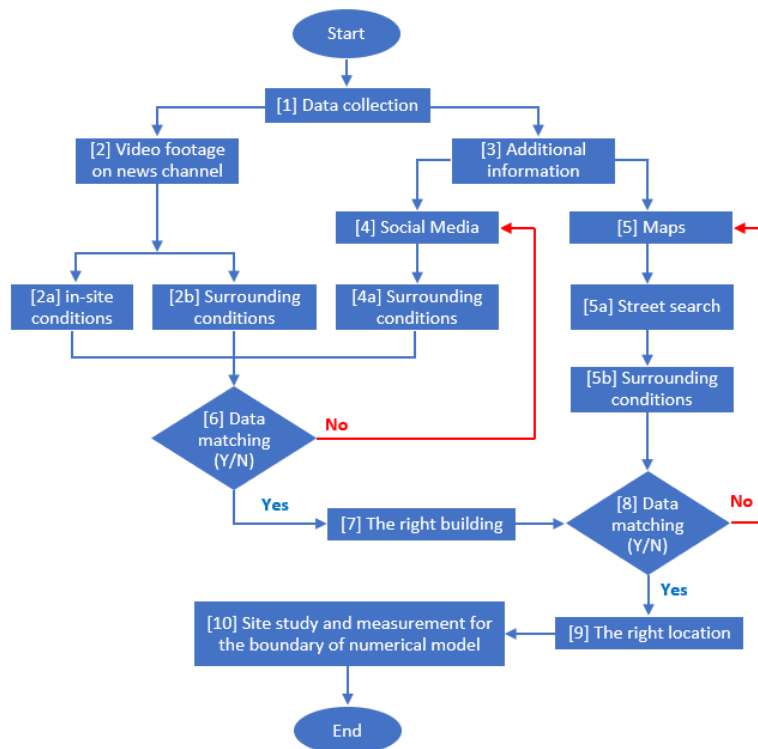 Start
[1] Data collection
[2] Video footage
on news channel
[3] Additional
information
[4] Social Media
[5] Maps
[2a] in-site
conditions
[2b] Surrounding
conditions
[4a] Surrounding
conditions
[5a] Street search
[5b] Surrounding
conditions
[6] Data
matching
(Y/N)
No
Yes
[7] The right building
[8] Data
matching
(Y/N)
No
Yes
[9] The right location
[10] Site study and measurement for
the boundary of numerical model
End